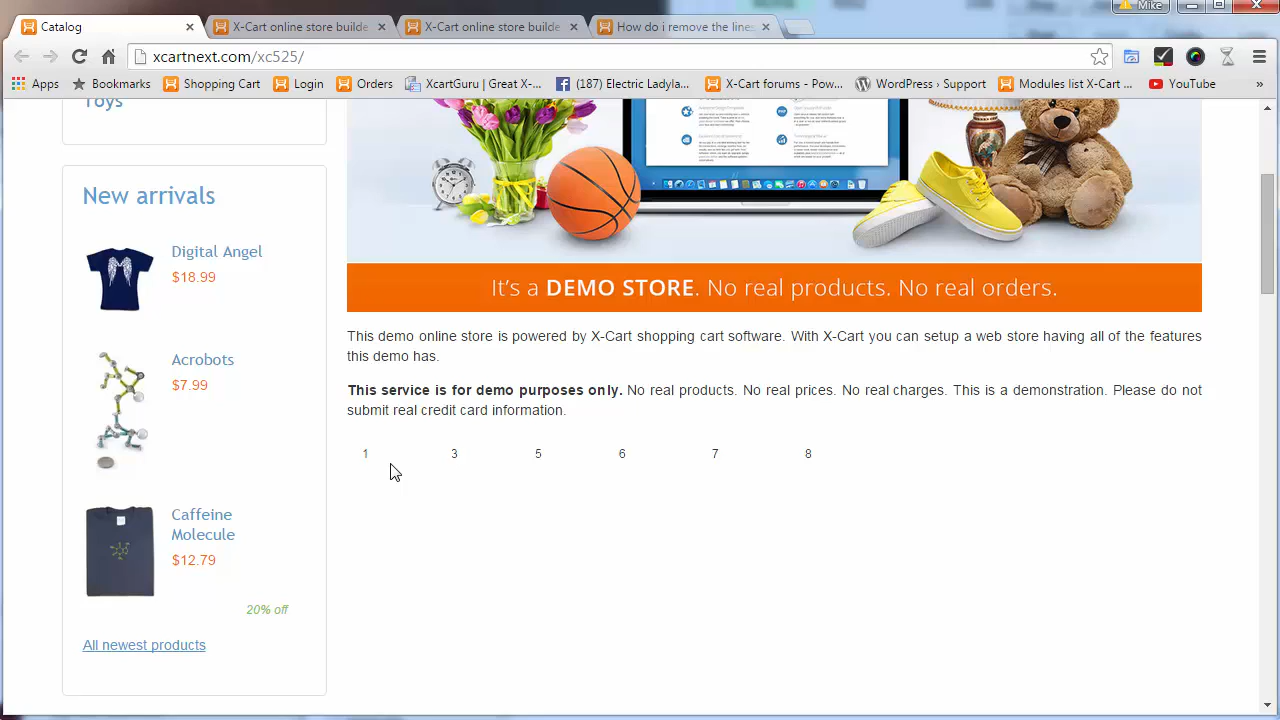 Mike
Catalog
X-Cart online store builde
X-Cart online store builde
How do i remove the lines
xcartnext.com/xc525/
Apps
Bookmarks
Shopping Cart
Login
Orders
XcartGuru | Great X-...
(187) Electric Ladyla...
X-Cart forums - Pow...
WordPress › Support
Modules list X-Cart ...
YouTube
»
Toys
New arrivals
Digital Angel
$18.99
Acrobots
$7.99
Caffeine
Molecule
$12.79
20% off
All newest products
It's a DEMO STORE. No real products. No real orders.
This demo online store is powered by X-Cart shopping cart software. With X-Cart you can setup a web store having all of the features
this demo has.
This service is for demo purposes only. No real products. No real prices. No real charges. This is a demonstration. Please do not
submit real credit card information.
1 3 5 6 7 8